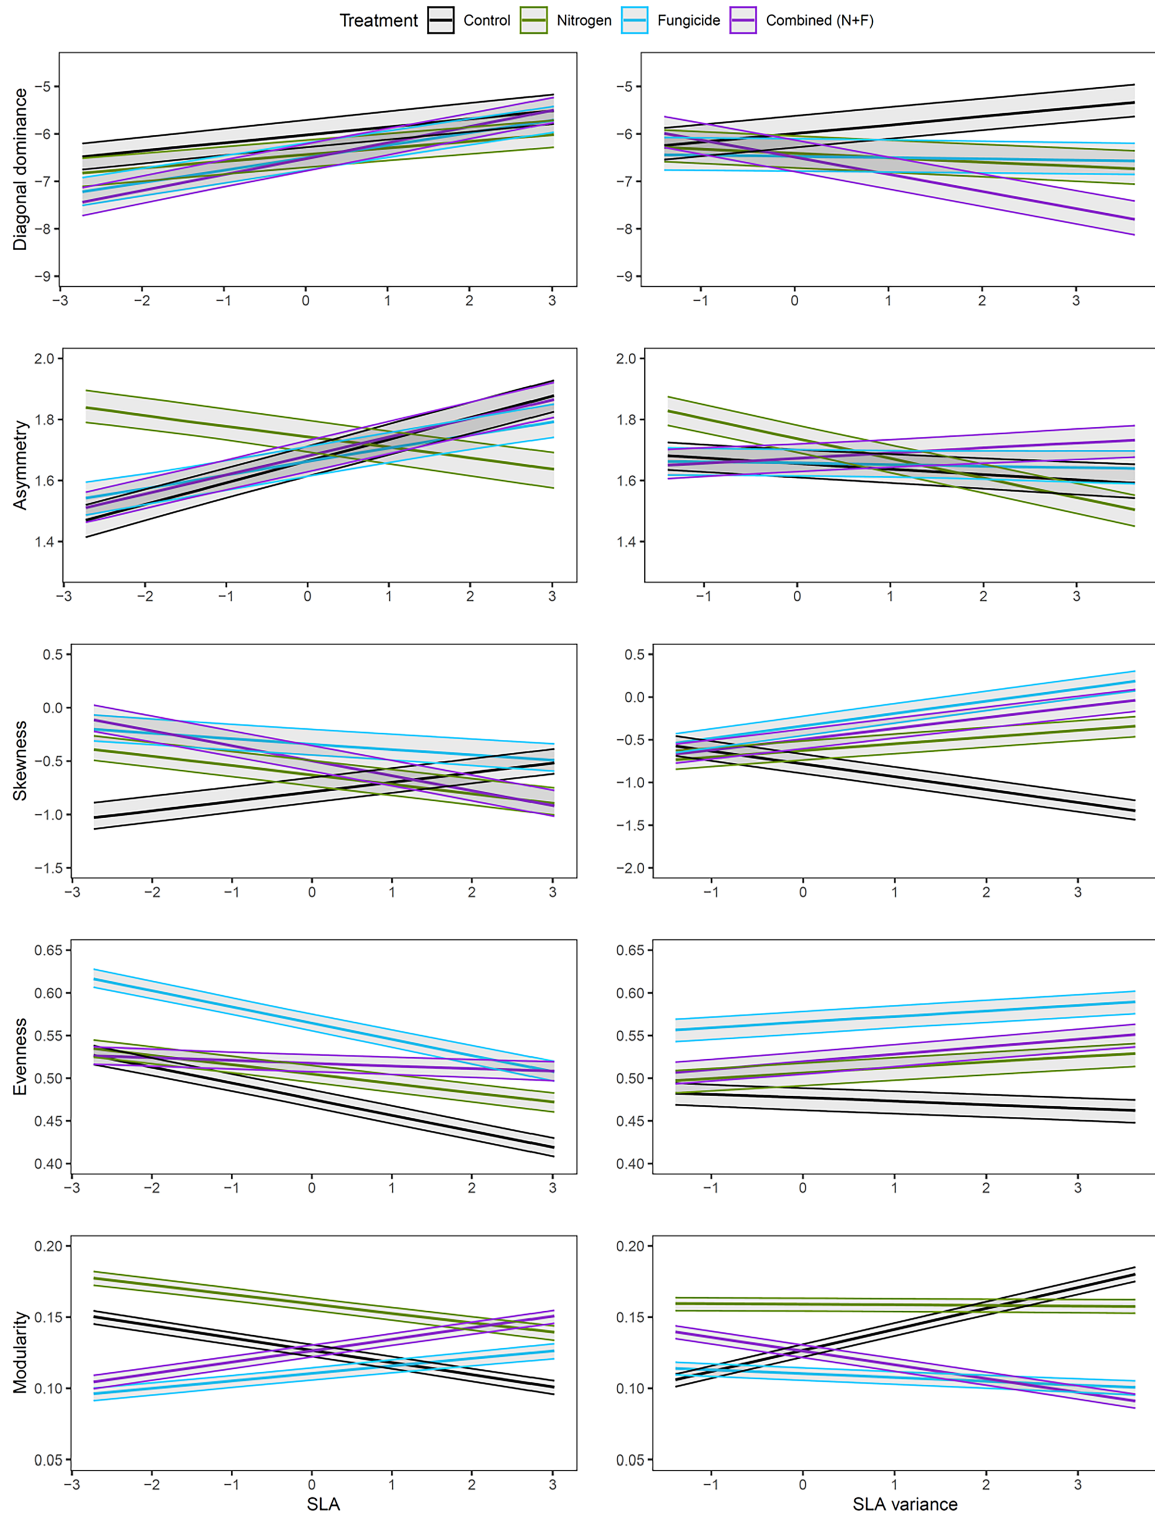 Treatment Control Nitrogen Fungicide Combined (N+F)
Diagonal dominance
−5
−6
−7
−8
−9
−3 −2 −1 0 1 2 3
−5
−6
−7
−8
−9
−1 0 1 2 3
Asymmetry
2.0
1.8
1.6
1.4
−3 −2 −1 0 1 2 3
2.0
1.8
1.6
1.4
−1 0 1 2 3
Skewness
0.5
0.0
−0.5
−1.0
−1.5
−3 −2 −1 0 1 2 3
0.5
0.0
−0.5
−1.0
−1.5
−2.0
−1 0 1 2 3
Evenness
0.65
0.60
0.55
0.50
0.45
0.40
−3 −2 −1 0 1 2 3
0.65
0.60
0.55
0.50
0.45
0.40
−1 0 1 2 3
Modularity
0.20
0.15
0.10
0.05
−3 −2 −1 0 1 2 3
SLA
0.20
0.15
0.10
0.05
−1 0 1 2 3
SLA variance